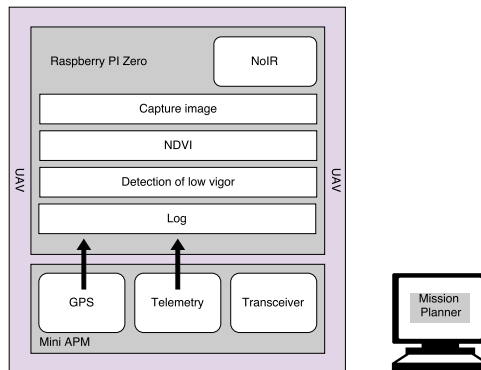 Raspberry PI Zero
NoIR
Capture image
NDVI
Detection of low vigor
Log
UAV
UAV
GPS
Telemetry
Transceiver
Mini APM
Mission
Planner